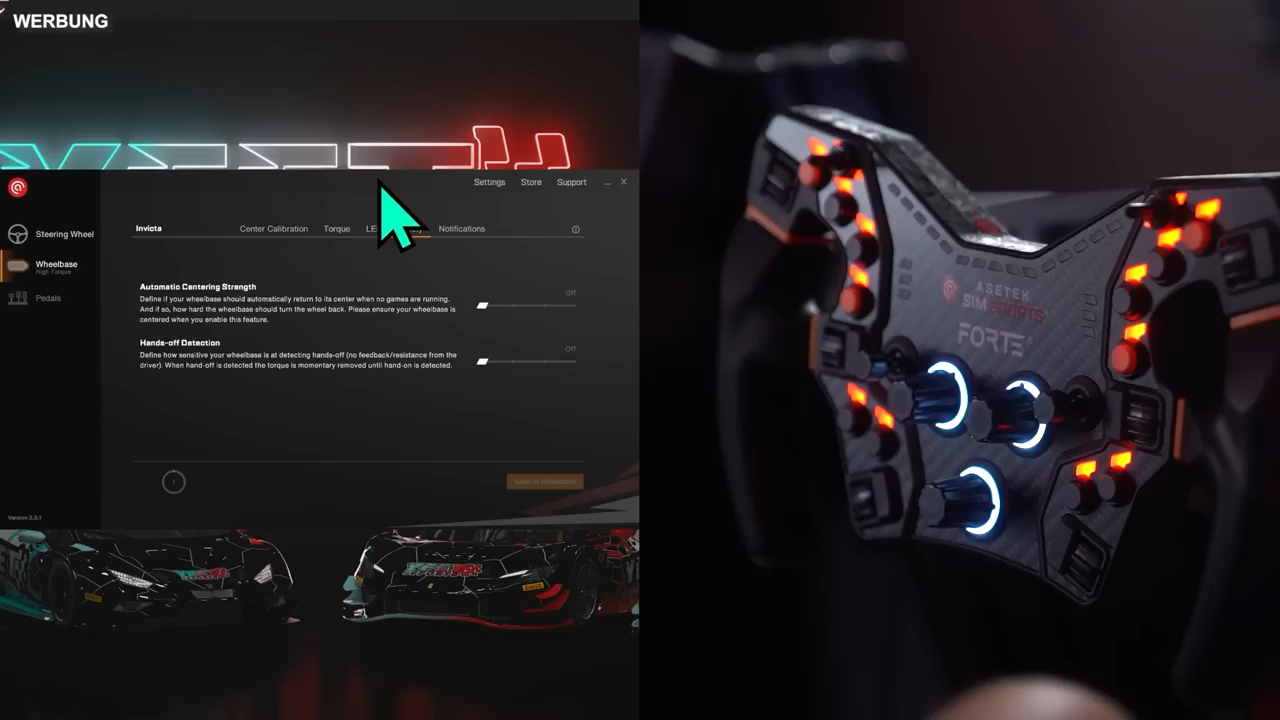 WERBUNG
Settings Store Support
Steering Wheel
Wheelbase
High Torque
Pedals
Invicta Center Calibration Torque Notifications
Automatic Centering Strength
Off
Define if your wheelbase should automatically return to its center when no games are running.
And if so, how hard the wheelbase should turn the wheel back. Please ensure your wheelbase is
centered when you enable this feature.
Hands-off Detection
Off
Define how sensitive your wheelbase is at detecting hands-off (no feedback/resistance from the
driver). When hand-off is detected the torque is momentary removed until hand-on is detected.
Save to Wheelbase
Version 2.3.1
ASETEK
SIMSPORTS
FORTE